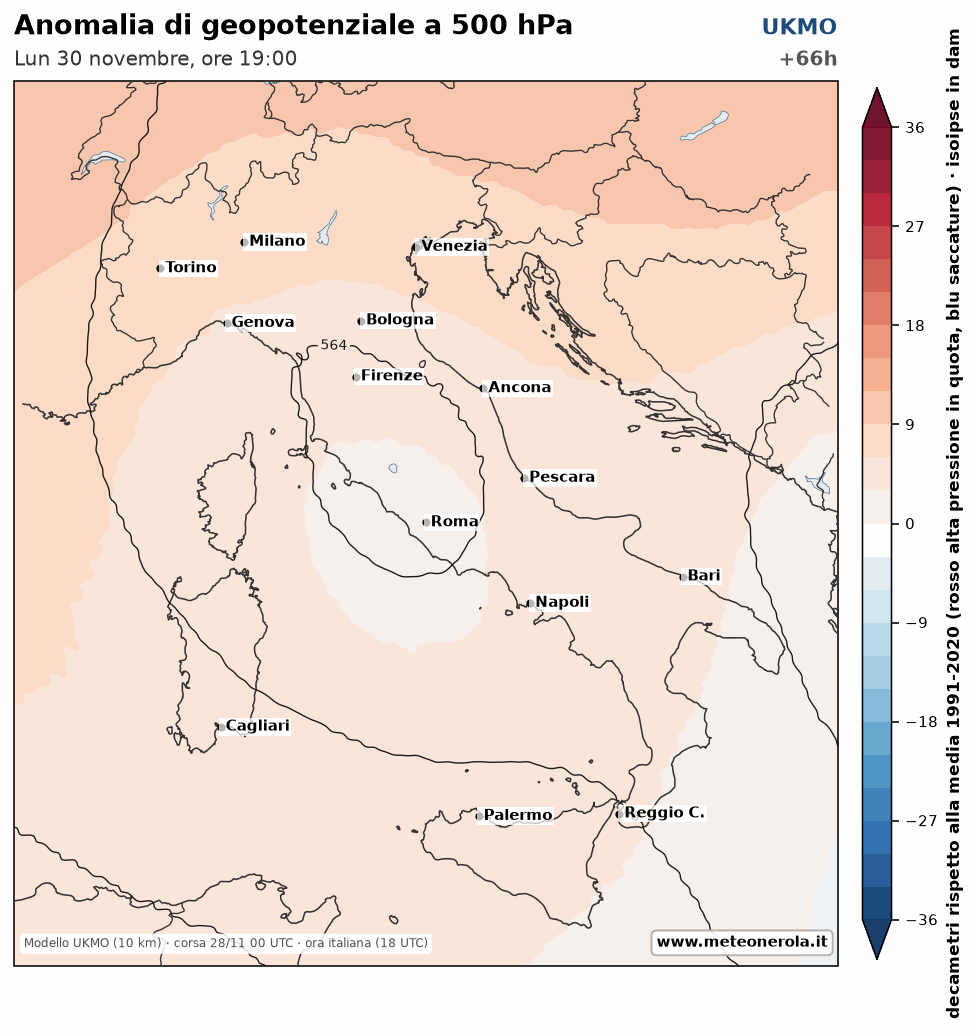 Anomalia di geopotenziale a 500 hPa
UKMO
Lun 30 novembre, ore 19:00
+66h
Milano
Venezia
Torino
Genova
Bologna
564
Firenze
Ancona
Pescara
Roma
Bari
Napoli
Cagliari
Palermo
Reggio C.
Modello UKMO (10 km) · corsa 28/11 00 UTC · ora italiana (18 UTC)
www.meteonerola.it
36
27
18
9
0
−9
−18
−27
−36
decametri rispetto alla media 1991-2020 (rosso alta pressione in quota, blu saccature) · isoipse in dam